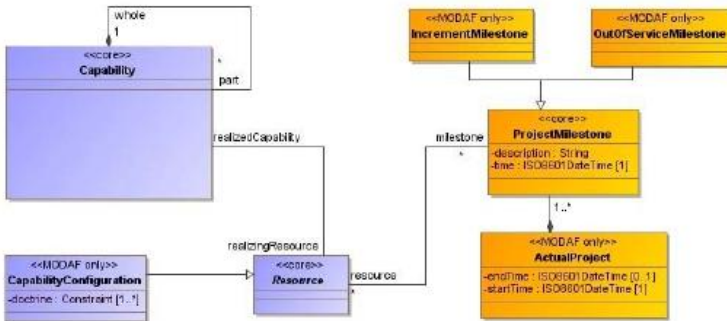 whole
1
<<core>>
Capability
*
part
<<MODAF only>>
IncrementMilestone
<<MODAF only>>
OutOfServiceMilestone
realizedCapability
milestone
*
<<core>>
ProjectMilestone
-description : String
-time : ISO8601DateTime [1]
1..*
realizingResource
<<MODAF only>>
CapabilityConfiguration
-doctrine : Constraint [1..*]
<<core>>
Resource
resource
*
<<MODAF only>>
ActualProject
-endTime : ISO8601DateTime [0..1]
-startTime : ISO8601DateTime [1]